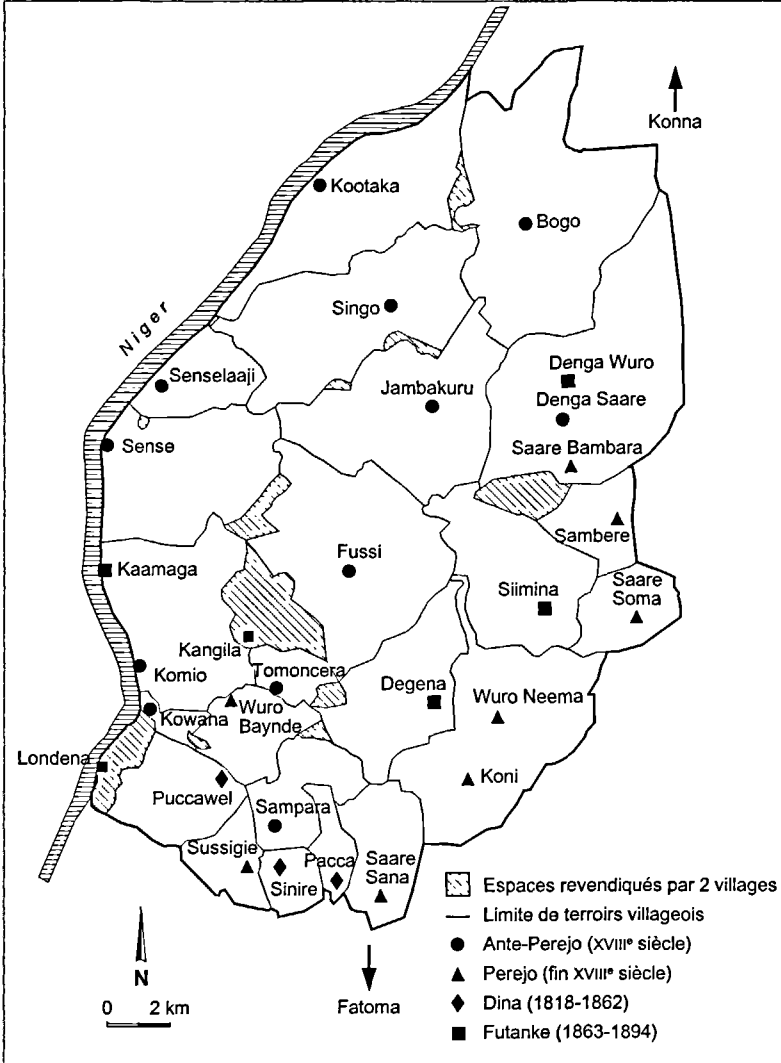 Konna
Kootaka
Bogo
Niger
Singo
Senselaaji
Denga Wuro
Jambakuru
Denga Saare
Sense
Saare Bambara
Sambere
Fussi
Kaamaga
Siimina
Saare
Soma
Kangila
Komio
Tomoncera
Degena
Wuro Neema
Kowana
Wuro
Baynde
Londena
Koni
Puccawel
Sampara
Sussigie
Pacca
Saare
Sana
Sinire
Espaces revendiqués par 2 villages
Limite de terroirs villageois
Ante-Perejo (XVIIIe siècle)
Perejo (fin XVIIIe siècle)
Dina (1818-1862)
Futanke (1863-1894)
N
0 2 km
Fatoma